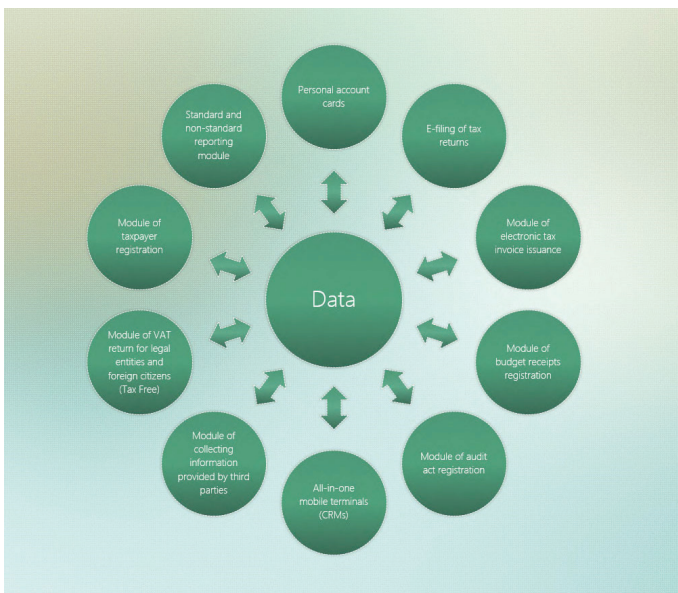 Personal account
cards
E-filing of tax
returns
Module of
electronic tax
invoice issuance
Module of
budget receipts
registration
Module of audit
act registration
All-in-one
mobile terminals
(CRMs)
Module of
collecting
information
provided by third
parties
Module of VAT
return for legal
entities and
foreign citizens
(Tax Free)
Module of
taxpayer
registration
Standard and
non-standard
reporting
module
Data